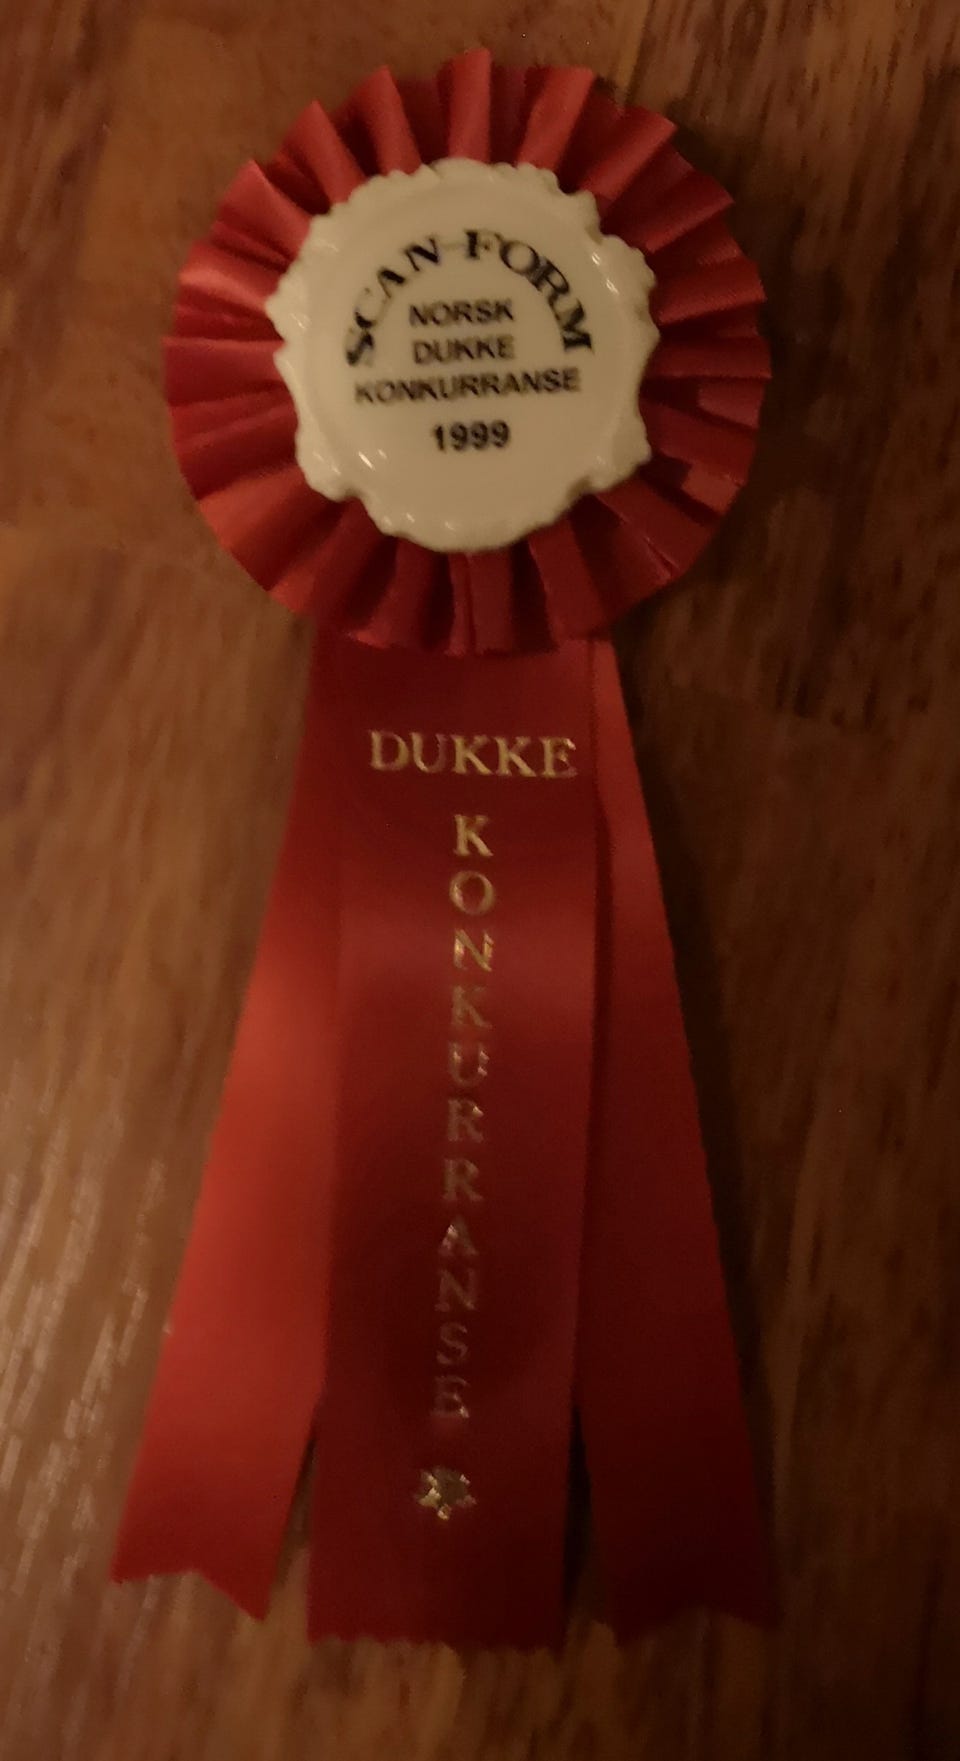 SCAN-FORM
NORSK
DUKKE
KONKURRANSE
1999
DUKKE
KONKURRANSE